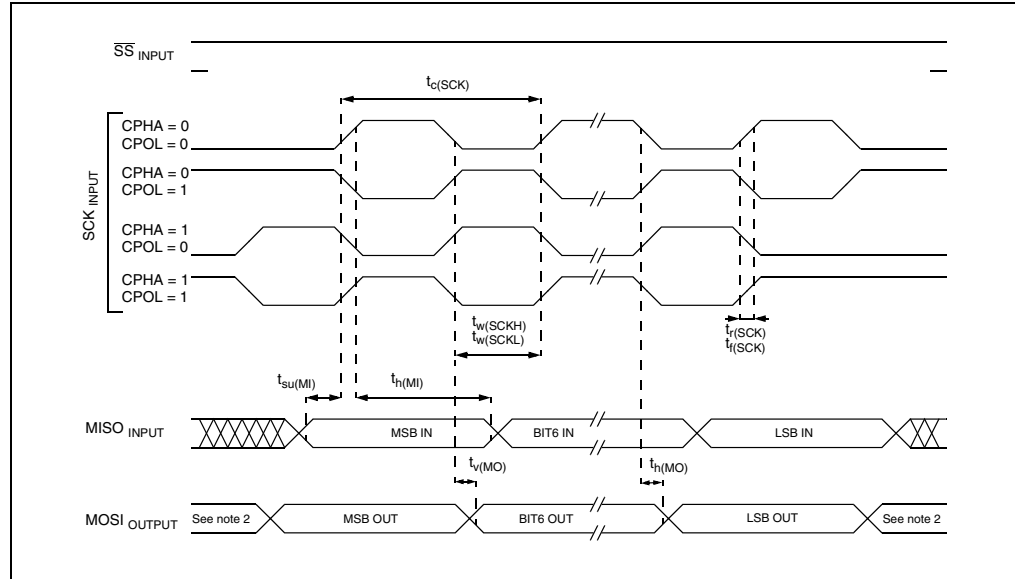 SS INPUT
tc(SCK)
SCK INPUT
CPHA = 0
CPOL = 0
CPHA = 0
CPOL = 1
CPHA = 1
CPOL = 0
CPHA = 1
CPOL = 1
tw(SCKH)
tw(SCKL)
tr(SCK)
tf(SCK)
tsu(MI)
th(MI)
MISO INPUT
MSB IN
BIT6 IN
LSB IN
tv(MO)
th(MO)
MOSI OUTPUT
See note 2
MSB OUT
BIT6 OUT
LSB OUT
See note 2